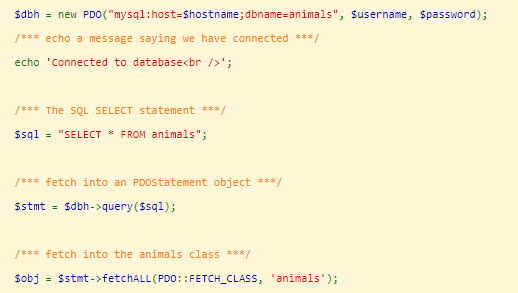 $dbh = new PDO("mysql:host=$hostname;dbname=animals", $username, $password);
/*** echo a message saying we have connected ***/
echo 'Connected to database<br />';
/*** The SQL SELECT statement ***/
$sql = "SELECT * FROM animals";
/*** fetch into an PDOStatement object ***/
$stmt = $dbh->query($sql);
/*** fetch into the animals class ***/
$obj = $stmt->fetchALL(PDO::FETCH_CLASS, 'animals');